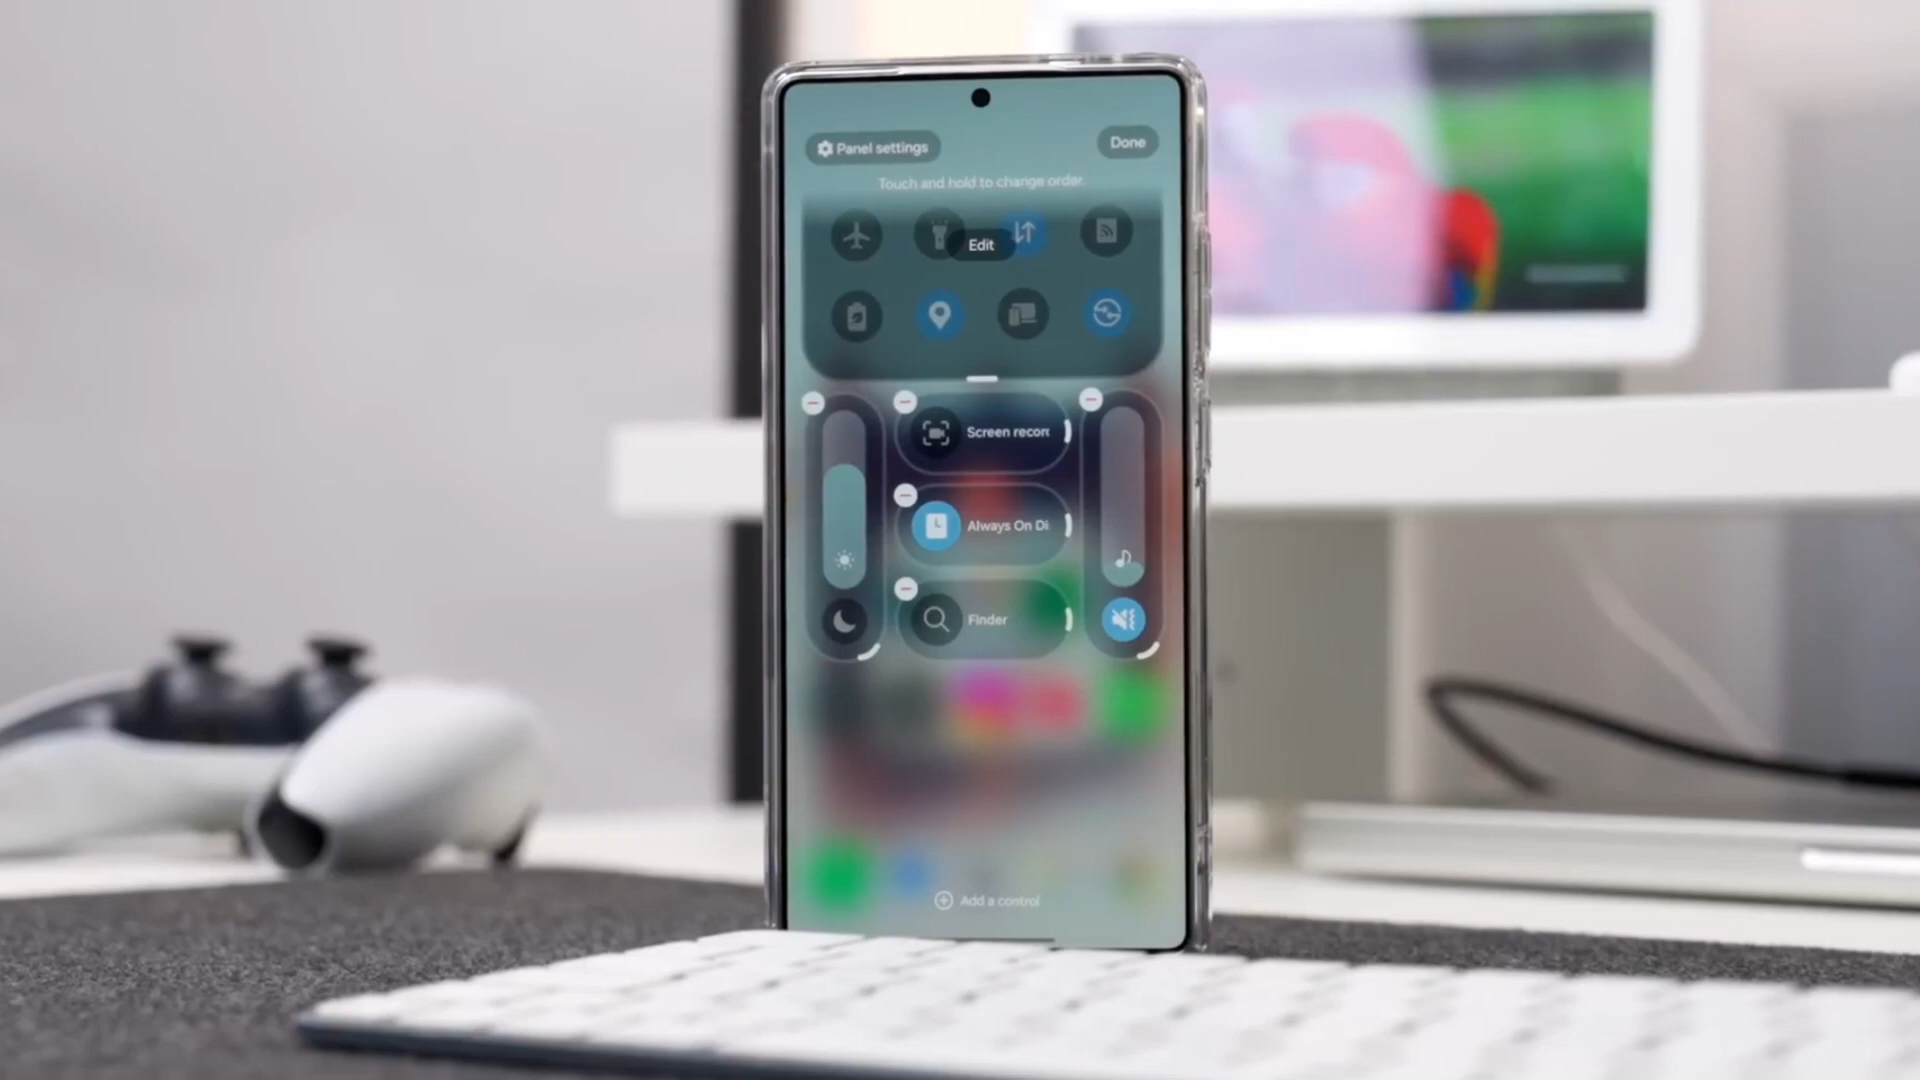 Panel settings
Done
Touch and hold to change order.
Edit
Screen recor
Always On Di
Finder
Add a control